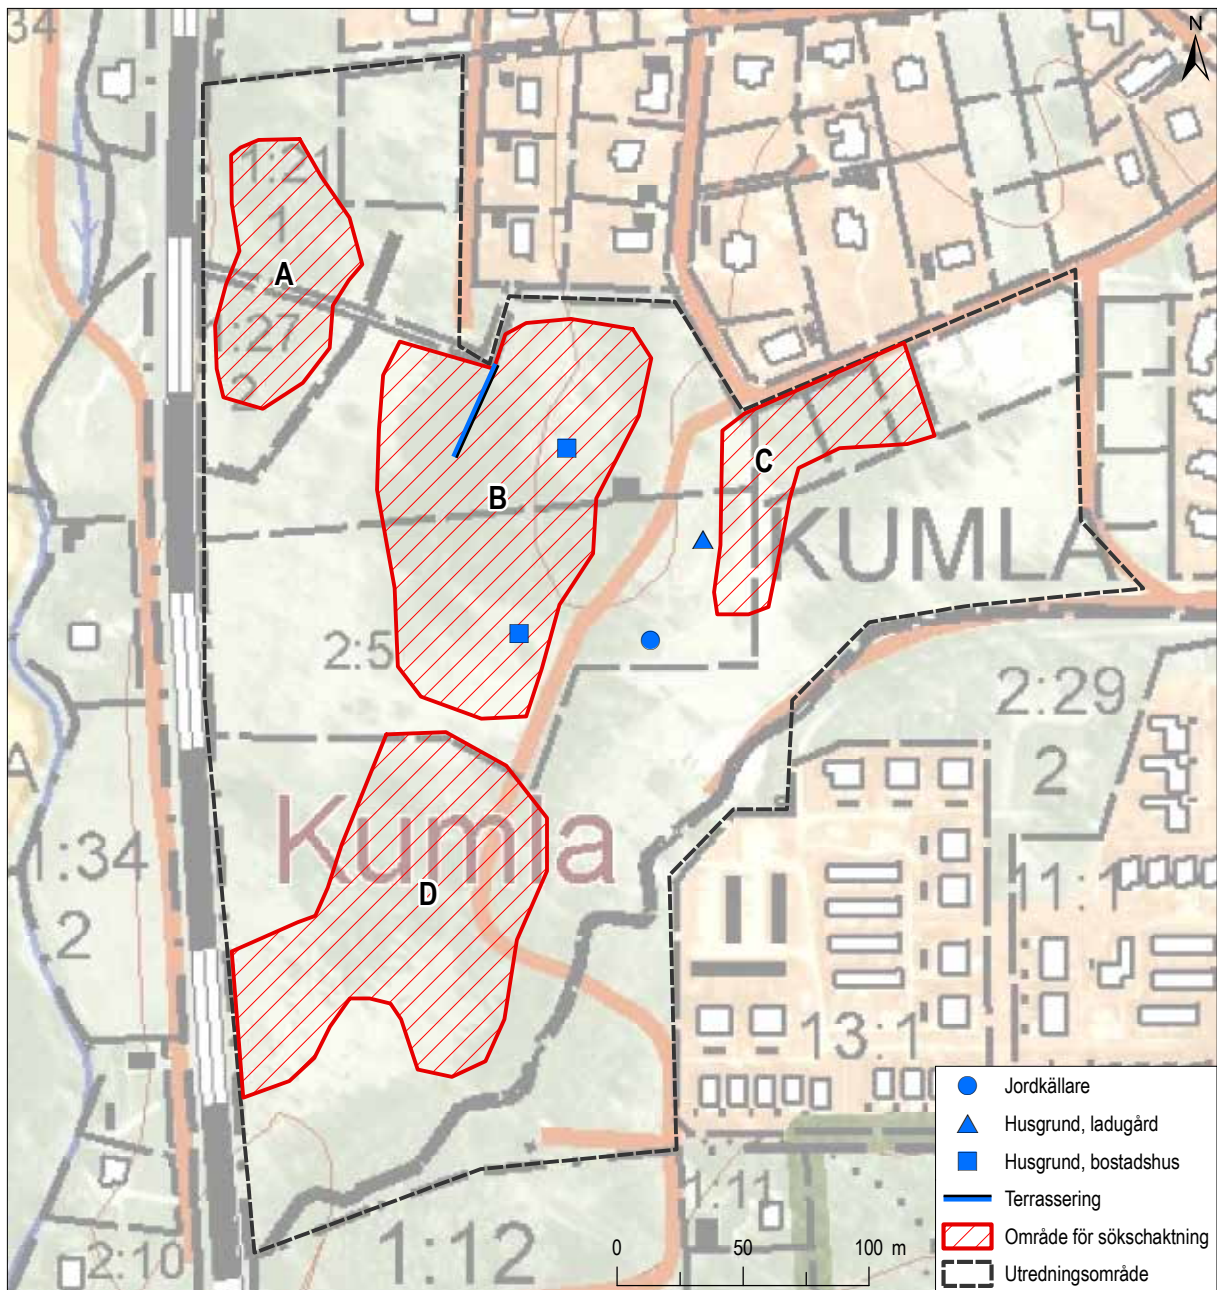 34
N
1:21
1
A
1:27
2
B
C
KUMLA
2:5
2:29
2
A
Kumla
1:34
2
D
11:1
13:1
Jordkällare
Husgrund, ladugård
Husgrund, bostadshus
1:11
Terrassering
Område för sökschaktning
1:12
2:10
0 50 100 m
Utredningsområde